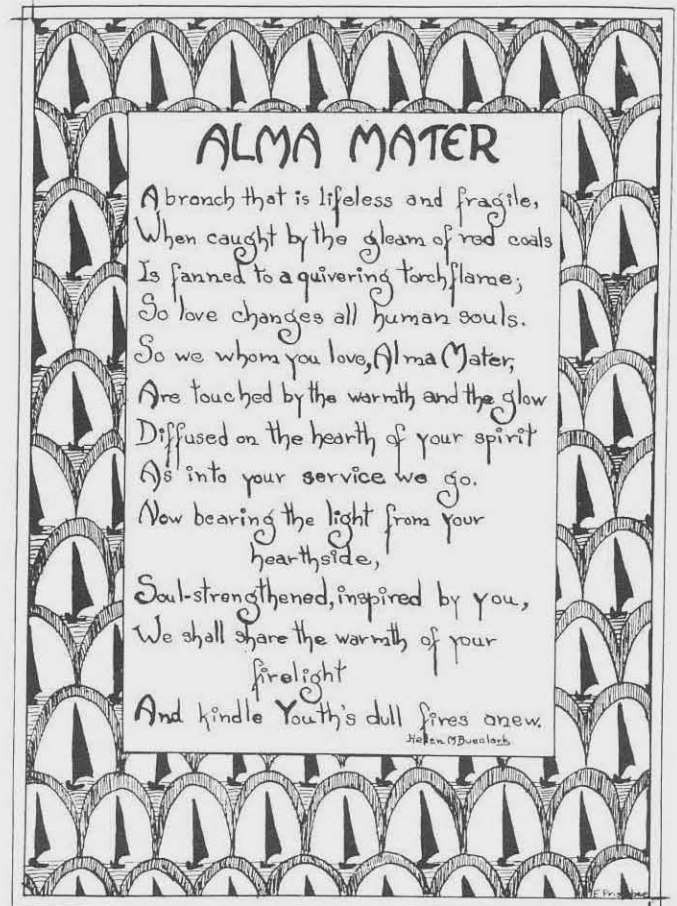 ALMA MATER
A branch that is lifeless and fragile,
When caught by the gleam of red coals
Is fanned to a quivering torchflame;
So love changes all human souls.
So we whom you love, Alma Mater,
Are touched by the warmth and the glow
Diffused on the hearth of your spirit
As into your service we go.
Now bearing the light from your
hearthside,
Soul-strengthened, inspired by you,
We shall share the warmth of your
firelight
And kindle Youth's dull fires anew.
Helen M